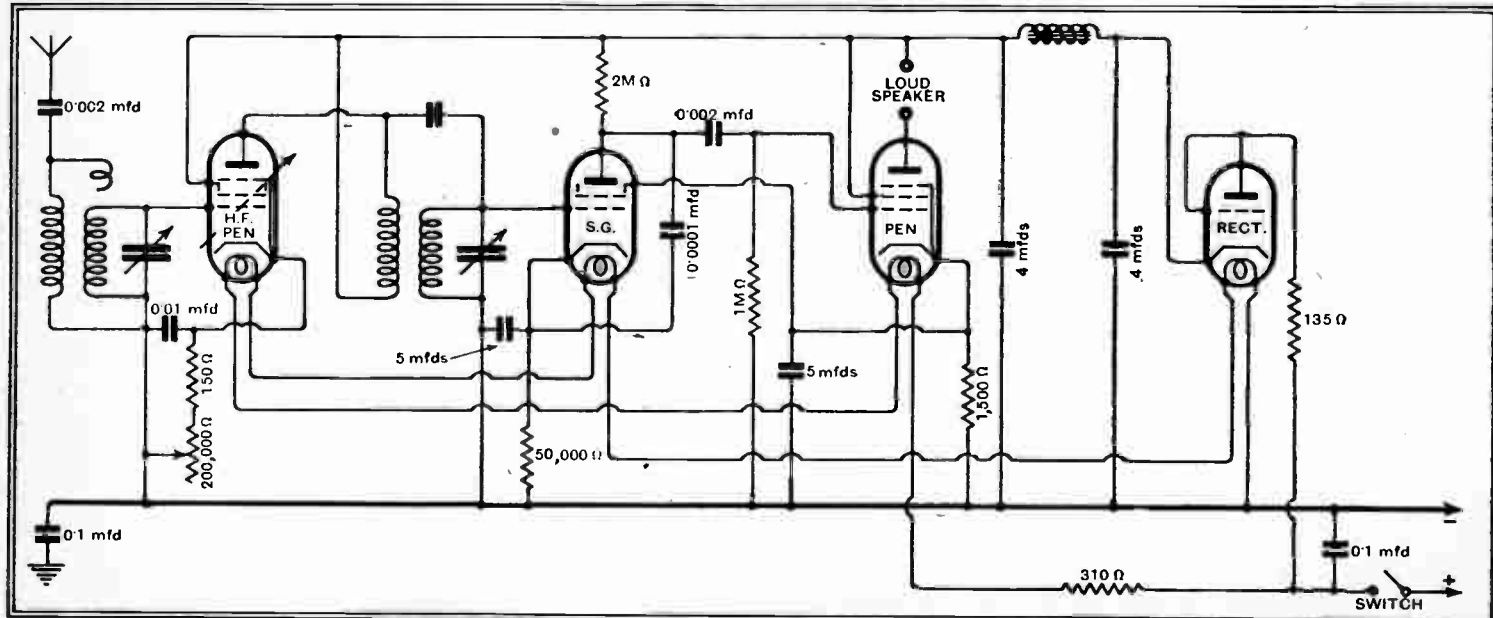 0·002 mfd
H.F.
PEN
0·01 mfd
150 Ω
200,000 Ω
0·1 mfd
2M Ω
S.G.
0·0001 mfd
5 mfds
50,000 Ω
0·002 mfd
1M Ω
5 mfds
LOUD
SPEAKER
PEN
1,500 Ω
4 mfds
4 mfds
RECT.
135 Ω
310 Ω
0·1 mfd
SWITCH
-
+